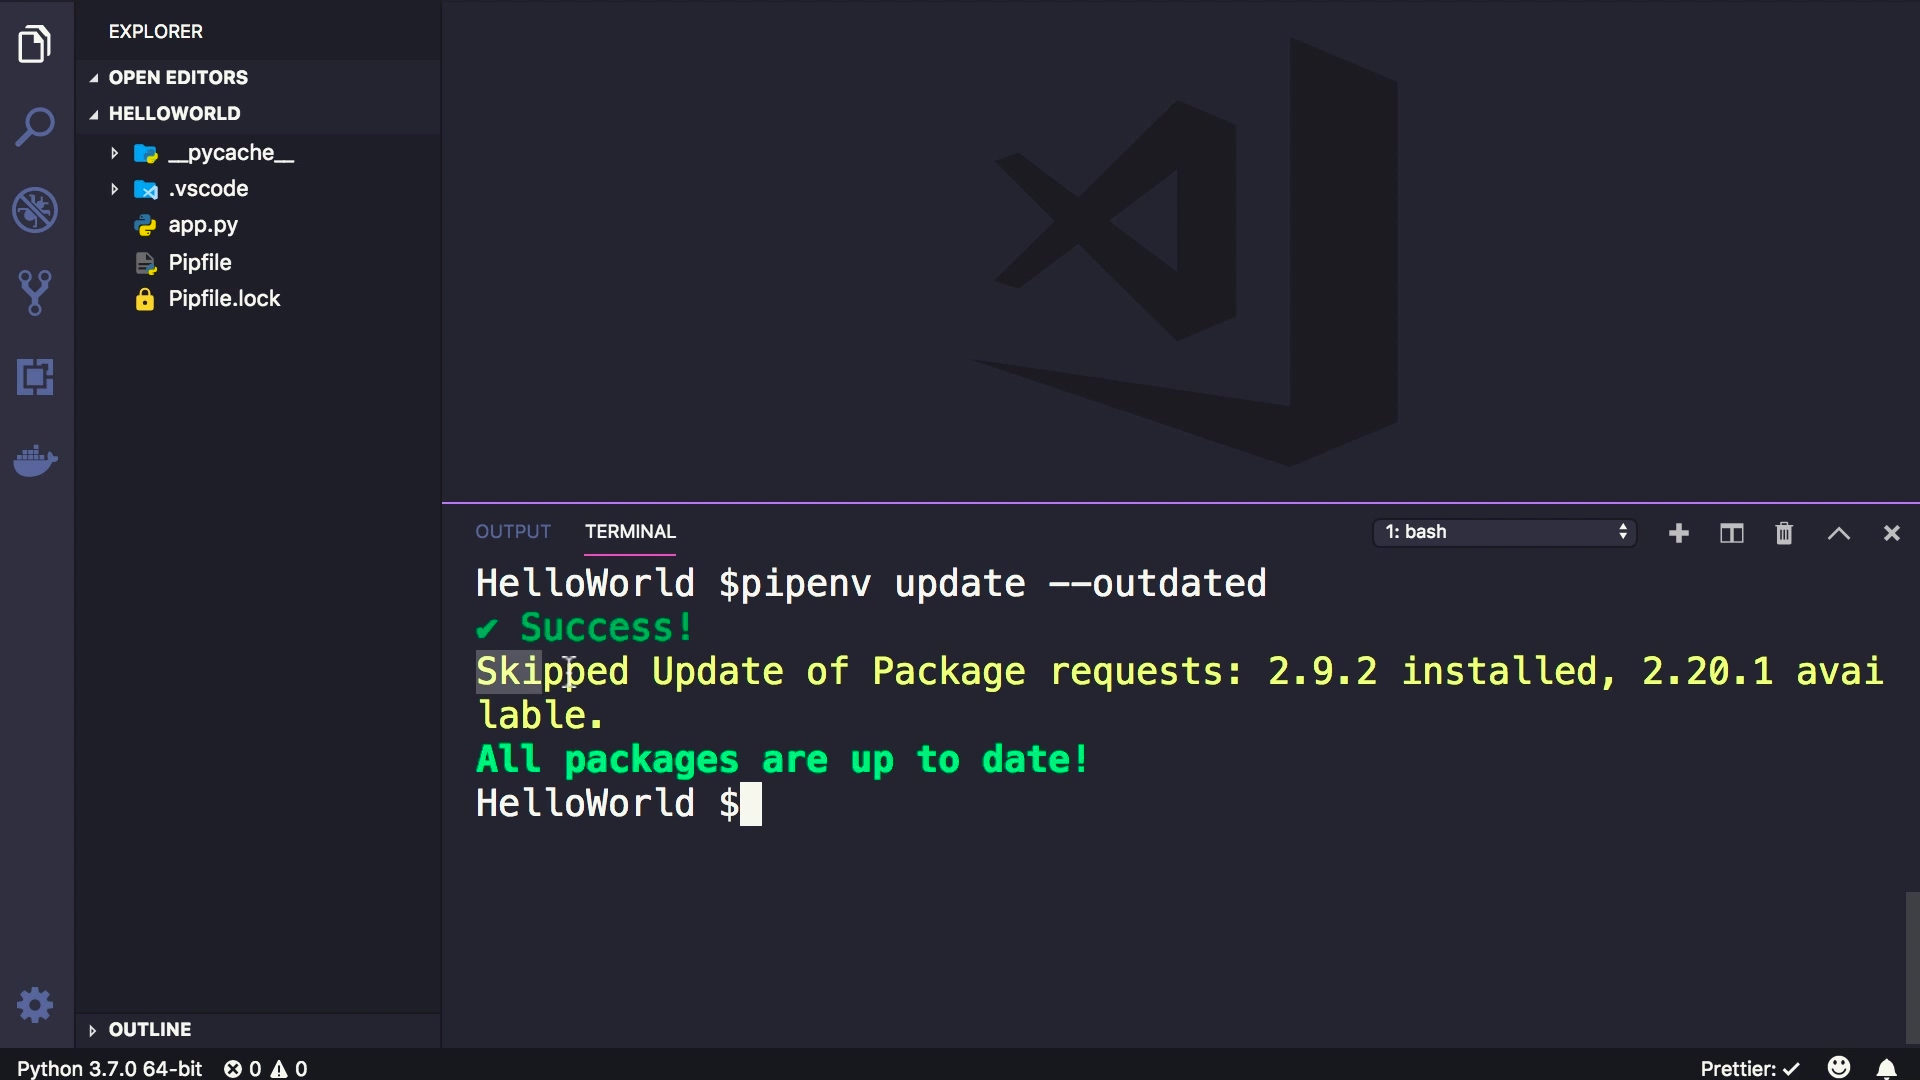 EXPLORER
OPEN EDITORS
HELLOWORLD
__pycache__
.vscode
app.py
Pipfile
Pipfile.lock
OUTLINE
OUTPUT TERMINAL 1: bash
HelloWorld $pipenv update --outdated
✔ Success!
Skipped Update of Package requests: 2.9.2 installed, 2.20.1 avai
lable.
All packages are up to date!
HelloWorld $
Python 3.7.0 64-bit 0 0 Prettier: ✓